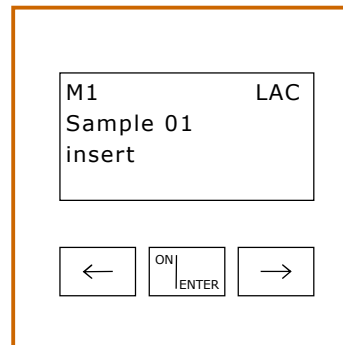 M1 LAC
Sample 01
insert
← ON ENTER →